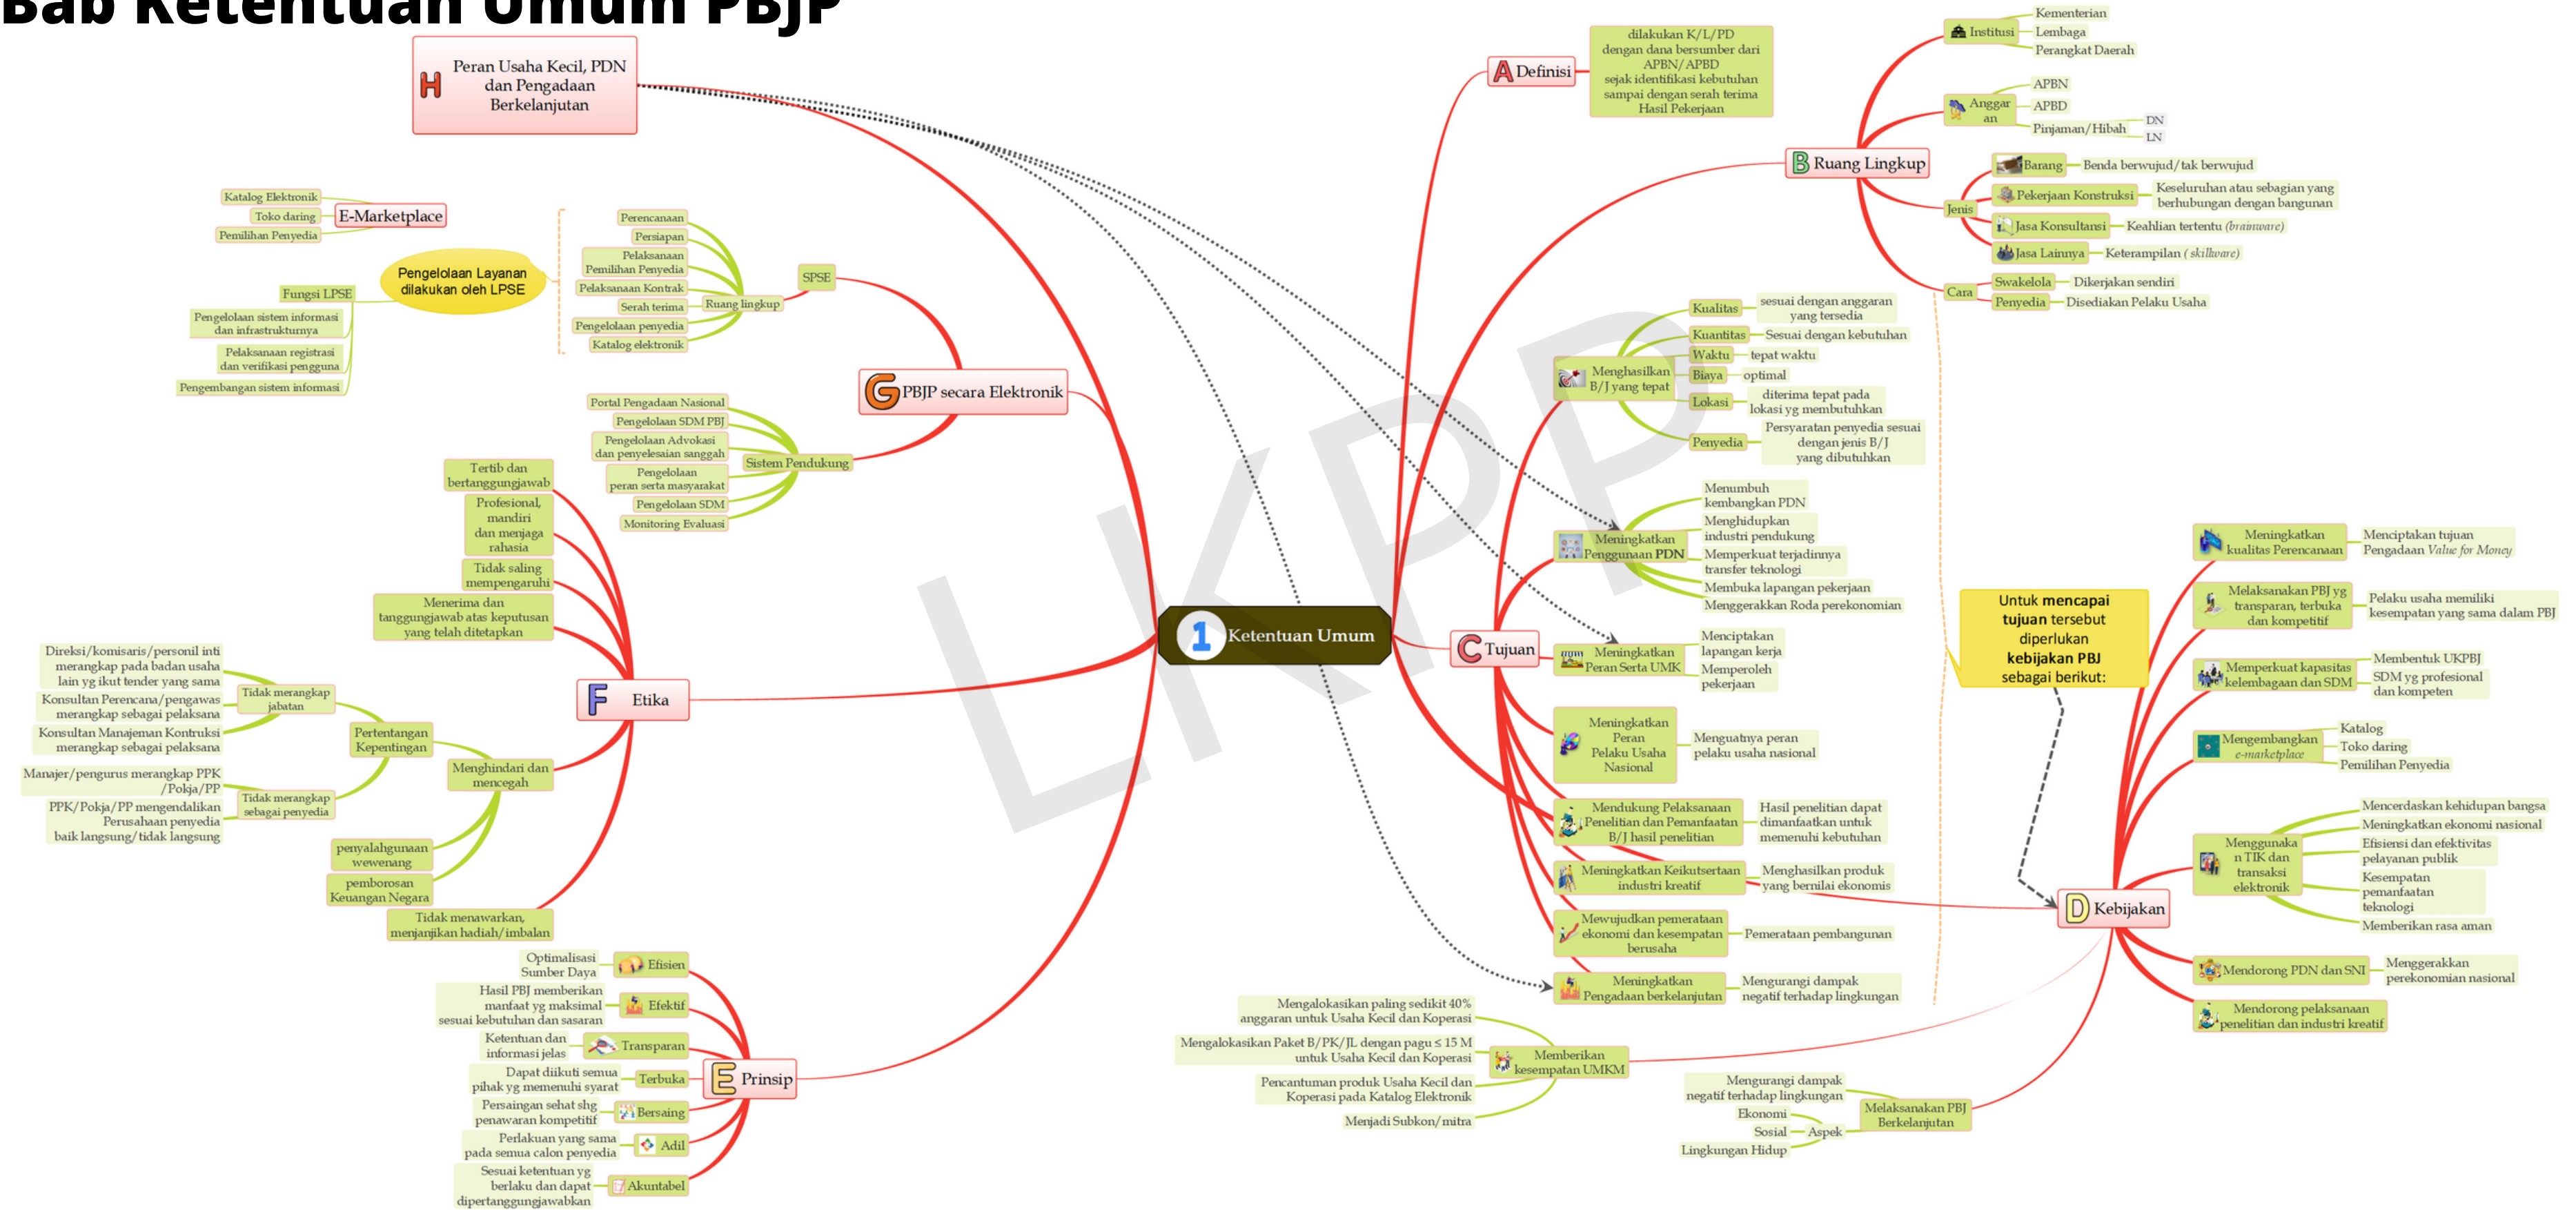 Bab Ketentuan Umum PBJP
H
Peran Usaha Kecil, PDN
dan Pengadaan
Berkelanjutan
A Definisi
dilakukan K/L/PD
dengan dana bersumber dari
APBN/APBD
sejak identifikasi kebutuhan
sampai dengan serah terima
Hasil Pekerjaan
B Ruang Lingkup
Institusi
Kementerian
Lembaga
Perangkat Daerah
Anggar
an
APBN
APBD
Pinjaman/Hibah
DN
LN
Jenis
Barang
Benda berwujud/tak berwujud
Pekerjaan Konstruksi
Keseluruhan atau sebagian yang
berhubungan dengan bangunan
Jasa Konsultansi
Keahlian tertentu (brainware)
Jasa Lainnya
Keterampilan ( skillware)
Cara
Swakelola
Dikerjakan sendiri
Penyedia
Disediakan Pelaku Usaha
1 Ketentuan Umum
C Tujuan
Menghasilkan
B/J yang tepat
Kualitas
sesuai dengan anggaran
yang tersedia
Kuantitas
Sesuai dengan kebutuhan
Waktu
tepat waktu
Biaya
optimal
Lokasi
diterima tepat pada
lokasi yg membutuhkan
Penyedia
Persyaratan penyedia sesuai
dengan jenis B/J
yang dibutuhkan
Meningkatkan
Penggunaan PDN
Menumbuh
kembangkan PDN
Menghidupkan
industri pendukung
Memperkuat terjadinnya
transfer teknologi
Membuka lapangan pekerjaan
Menggerakkan Roda perekonomian
Meningkatkan
Peran Serta UMK
Menciptakan
lapangan kerja
Memperoleh
pekerjaan
Meningkatkan
Peran
Pelaku Usaha
Nasional
Menguatnya peran
pelaku usaha nasional
Mendukung Pelaksanaan
Penelitian dan Pemanfaatan
B/J hasil penelitian
Hasil penelitian dapat
dimanfaatkan untuk
memenuhi kebutuhan
Meningkatkan Keikutsertaan
industri kreatif
Menghasilkan produk
yang bernilai ekonomis
Mewujudkan pemerataan
ekonomi dan kesempatan
berusaha
Pemerataan pembangunan
Meningkatkan
Pengadaan berkelanjutan
Mengurangi dampak
negatif terhadap lingkungan
Untuk mencapai
tujuan tersebut
diperlukan
kebijakan PBJ
sebagai berikut:
D Kebijakan
Meningkatkan
kualitas Perencanaan
Menciptakan tujuan
Pengadaan Value for Money
Melaksanakan PBJ yg
transparan, terbuka
dan kompetitif
Pelaku usaha memiliki
kesempatan yang sama dalam PBJ
Memperkuat kapasitas
kelembagaan dan SDM
Membentuk UKPBJ
SDM yg profesional
dan kompeten
Mengembangkan
e-marketplace
Katalog
Toko daring
Pemilihan Penyedia
Menggunaka
n TIK dan
transaksi
elektronik
Mencerdaskan kehidupan bangsa
Meningkatkan ekonomi nasional
Efisiensi dan efektivitas
pelayanan publik
Kesempatan
pemanfaatan
teknologi
Memberikan rasa aman
Mendorong PDN dan SNI
Menggerakkan
perekonomian nasional
Mendorong pelaksanaan
penelitian dan industri kreatif
Melaksanakan PBJ
Berkelanjutan
Mengurangi dampak
negatif terhadap lingkungan
Aspek
Ekonomi
Sosial
Lingkungan Hidup
Memberikan
kesempatan UMKM
Mengalokasikan paling sedikit 40%
anggaran untuk Usaha Kecil dan Koperasi
Mengalokasikan Paket B/PK/JL dengan pagu ≤ 15 M
untuk Usaha Kecil dan Koperasi
Pencantuman produk Usaha Kecil dan
Koperasi pada Katalog Elektronik
Menjadi Subkon/mitra
E Prinsip
Efisien
Optimalisasi
Sumber Daya
Efektif
Hasil PBJ memberikan
manfaat yg maksimal
sesuai kebutuhan dan sasaran
Transparan
Ketentuan dan
informasi jelas
Terbuka
Dapat diikuti semua
pihak yg memenuhi syarat
Bersaing
Persaingan sehat shg
penawaran kompetitif
Adil
Perlakuan yang sama
pada semua calon penyedia
Akuntabel
Sesuai ketentuan yg
berlaku dan dapat
dipertanggungjawabkan
F Etika
Tertib dan
bertanggungjawab
Profesional,
mandiri
dan menjaga
rahasia
Tidak saling
mempengaruhi
Menerima dan
tanggungjawab atas keputusan
yang telah ditetapkan
Menghindari dan
mencegah
Pertentangan
Kepentingan
Tidak merangkap
jabatan
Direksi/komisaris/personil inti
merangkap pada badan usaha
lain yg ikut tender yang sama
Konsultan Perencana/pengawas
merangkap sebagai pelaksana
Konsultan Manajeman Kontruksi
merangkap sebagai pelaksana
Tidak merangkap
sebagai penyedia
Manajer/pengurus merangkap PPK
/Pokja/PP
PPK/Pokja/PP mengendalikan
Perusahaan penyedia
baik langsung/tidak langsung
penyalahgunaan
wewenang
pemborosan
Keuangan Negara
Tidak menawarkan,
menjanjikan hadiah/imbalan
G PBJP secara Elektronik
SPSE
Ruang lingkup
Perencanaan
Persiapan
Pelaksanaan
Pemilihan Penyedia
Pelaksanaan Kontrak
Serah terima
Pengelolaan penyedia
Katalog elektronik
Pengelolaan Layanan
dilakukan oleh LPSE
Fungsi LPSE
Pengelolaan sistem informasi
dan infrastrukturnya
Pelaksanaan registrasi
dan verifikasi pengguna
Pengembangan sistem informasi
E-Marketplace
Katalog Elektronik
Toko daring
Pemilihan Penyedia
Sistem Pendukung
Portal Pengadaan Nasional
Pengelolaan SDM PBJ
Pengelolaan Advokasi
dan penyelesaian sanggah
Pengelolaan
peran serta masyarakat
Pengelolaan SDM
Monitoring Evaluasi
LKPP